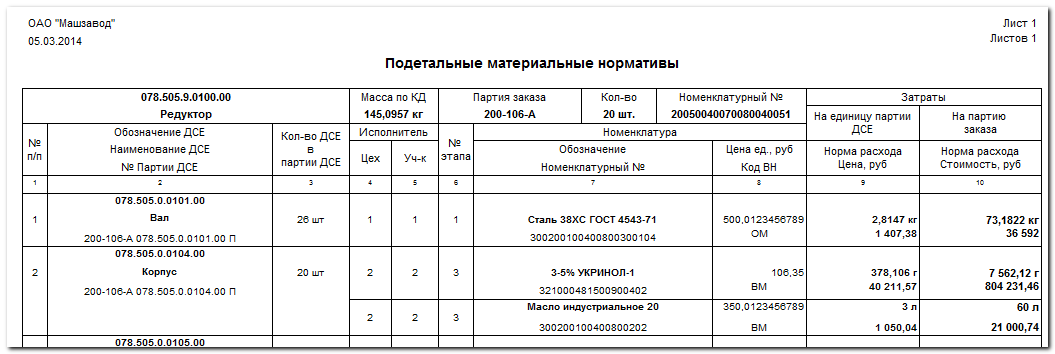 ОАО "Машзавод"
Лист 1
05.03.2014
Листов 1
Подетальные материальные нормативы
078.505.9.0100.00 Масса по КД Партия заказа Кол-во Номенклатурный № Затраты
Редуктор 145,0957 кг 200-106-А 20 шт. 20050040070080040051 На единицу партии ДСЕ На партию заказа
№ п/п Обозначение ДСЕ Кол-во ДСЕ в партии ДСЕ Исполнитель № этапа Номенклатура
Наименование ДСЕ Цех Уч-к Обозначение Цена ед., руб Норма расхода Норма расхода
№ Партии ДСЕ Номенклатурный № Код ВН Цена, руб Стоимость, руб
1 2 3 4 5 6 7 8 9 10
078.505.0.0101.00
1 Вал 26 шт 1 1 1 Сталь 38ХС ГОСТ 4543-71 500,0123456789 2,8147 кг 73,1822 кг
200-106-А 078.505.0.0101.00 П 300200100400800300104 ОМ 1 407,38 36 592
078.505.0.0104.00
2 Корпус 20 шт 2 2 3 3-5% УКРИНОЛ-1 106,35 378,106 г 7 562,12 г
200-106-А 078.505.0.0104.00 П 321000481500900402 ВМ 40 211,57 804 231,46
2 2 3 Масло индустриальное 20 350,0123456789 3 л 60 л
300200100400800202 ВМ 1 050,04 21 000,74
078.505.0.0105.00